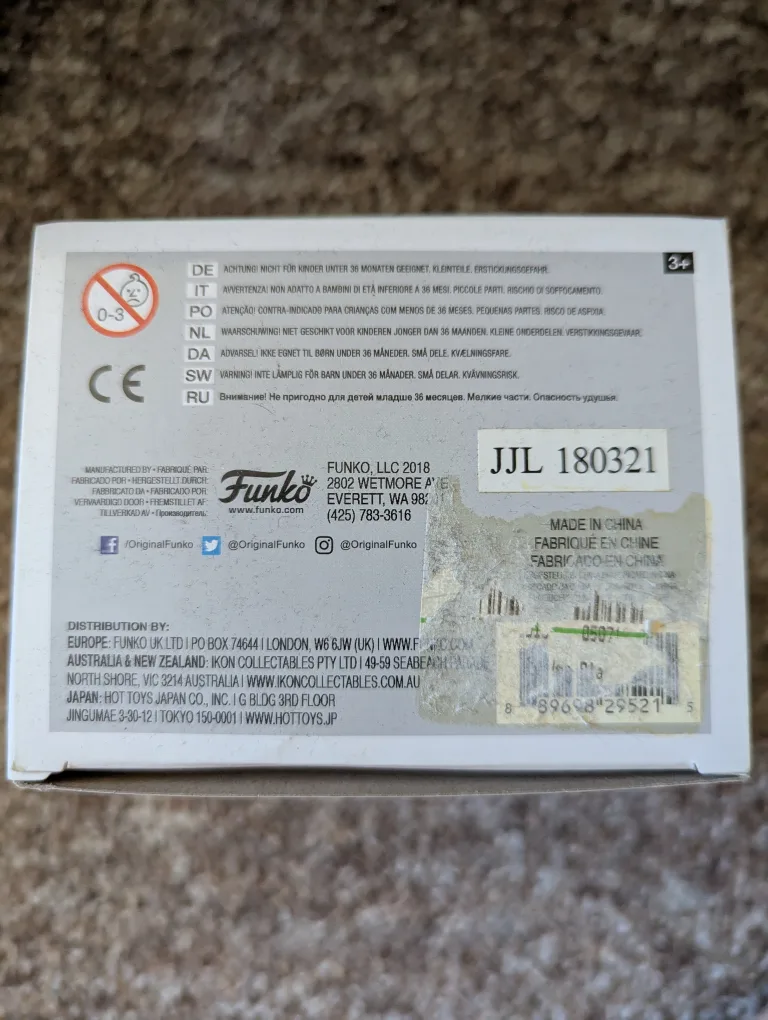 0-3
3+
DE ACHTUNG! NICHT FÜR KINDER UNTER 36 MONATEN GEEIGNET. KLEINTEILE. ERSTICKUNGSGEFAHR.
IT AVVERTENZA: NON ADATTO A BAMBINI DI ETÀ INFERIORE A 36 MESI. PICCOLE PARTI. RISCHIO DI SOFFOCAMENTO.
PO ATENÇÃO: CONTRA-INDICADO PARA CRIANÇAS COM MENOS DE 36 MESES. PEQUENAS PARTES. RISCO DE ASFIXIA.
NL WAARSCHUWING! NIET GESCHIKT VOOR KINDEREN JONGER DAN 36 MAANDEN. KLEINE ONDERDELEN. VERSTIKKINGSGEVAAR.
DA ADVARSEL! IKKE EGNET TIL BØRN UNDER 36 MÅNEDER. SMÅ DELE. KVÆLNINGSFARE.
SW VARNING! INTE LÄMPLIG FÖR BARN UNDER 36 MÅNADER. SMÅ DELAR. KVÄVNINGSRISK.
RU Внимание! Не пригодно для детей младше 36 месяцев. Мелкие части. Опасность удушья.
CE
MANUFACTURED BY • FABRIQUÉ PAR:
FABRICADO POR • HERGESTELLT DURCH:
FABBRICATO DA • FABRICADO POR:
VERVAARDIGD DOOR • FREMSTILLET AF:
TILLVERKAD AV • Производитель:
Funko
www.funko.com
FUNKO, LLC 2018
2802 WETMORE AVE
EVERETT, WA 98201
(425) 783-3616
JJL 180321
/OriginalFunko @OriginalFunko @OriginalFunko
MADE IN CHINA
FABRIQUÉ EN CHINE
FABRICADO EN CHINA
DISTRIBUTION BY:
EUROPE: FUNKO UK LTD | PO BOX 74644 | LONDON, W6 6JW (UK) | WWW.FUNKO.COM
AUSTRALIA & NEW ZEALAND: IKON COLLECTABLES PTY LTD | 49-59 SEABEACH PARADE
NORTH SHORE, VIC 3214 AUSTRALIA | WWW.IKONCOLLECTABLES.COM.AU
JAPAN: HOT TOYS JAPAN CO., INC. | G BLDG 3RD FLOOR
JINGUMAE 3-30-12 | TOKYO 150-0001 | WWW.HOTTOYS.JP
8 89698 29521 5